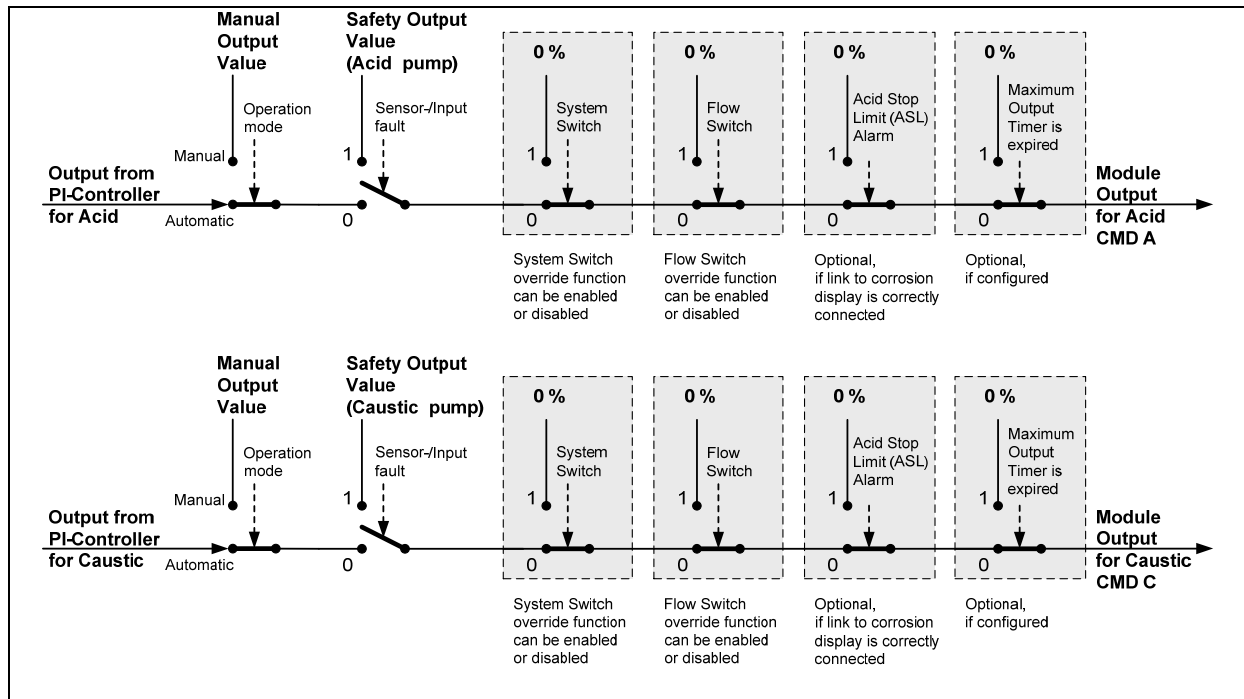 Manual
Output
Value
Safety Output
Value
(Acid pump)
0 %
0 %
0 %
0 %
Operation
mode
Sensor-/Input
fault
System
Switch
Flow
Switch
Acid Stop
Limit (ASL)
Alarm
Maximum
Output
Timer is
expired
Manual
1
1
1
1
1
Output from
PI-Controller
for Acid
Automatic
0
0
0
0
0
Module
Output
for Acid
CMD A
System Switch
override function
can be enabled
or disabled
Flow Switch
override function
can be enabled
or disabled
Optional,
if link to corrosion
display is correctly
connected
Optional,
if configured
Manual
Output
Value
Safety Output
Value
(Caustic pump)
0 %
0 %
0 %
0 %
Operation
mode
Sensor-/Input
fault
System
Switch
Flow
Switch
Acid Stop
Limit (ASL)
Alarm
Maximum
Output
Timer is
expired
Manual
1
1
1
1
1
Output from
PI-Controller
for Caustic
Automatic
0
0
0
0
0
Module
Output
for Caustic
CMD C
System Switch
override function
can be enabled
or disabled
Flow Switch
override function
can be enabled
or disabled
Optional,
if link to corrosion
display is correctly
connected
Optional,
if configured